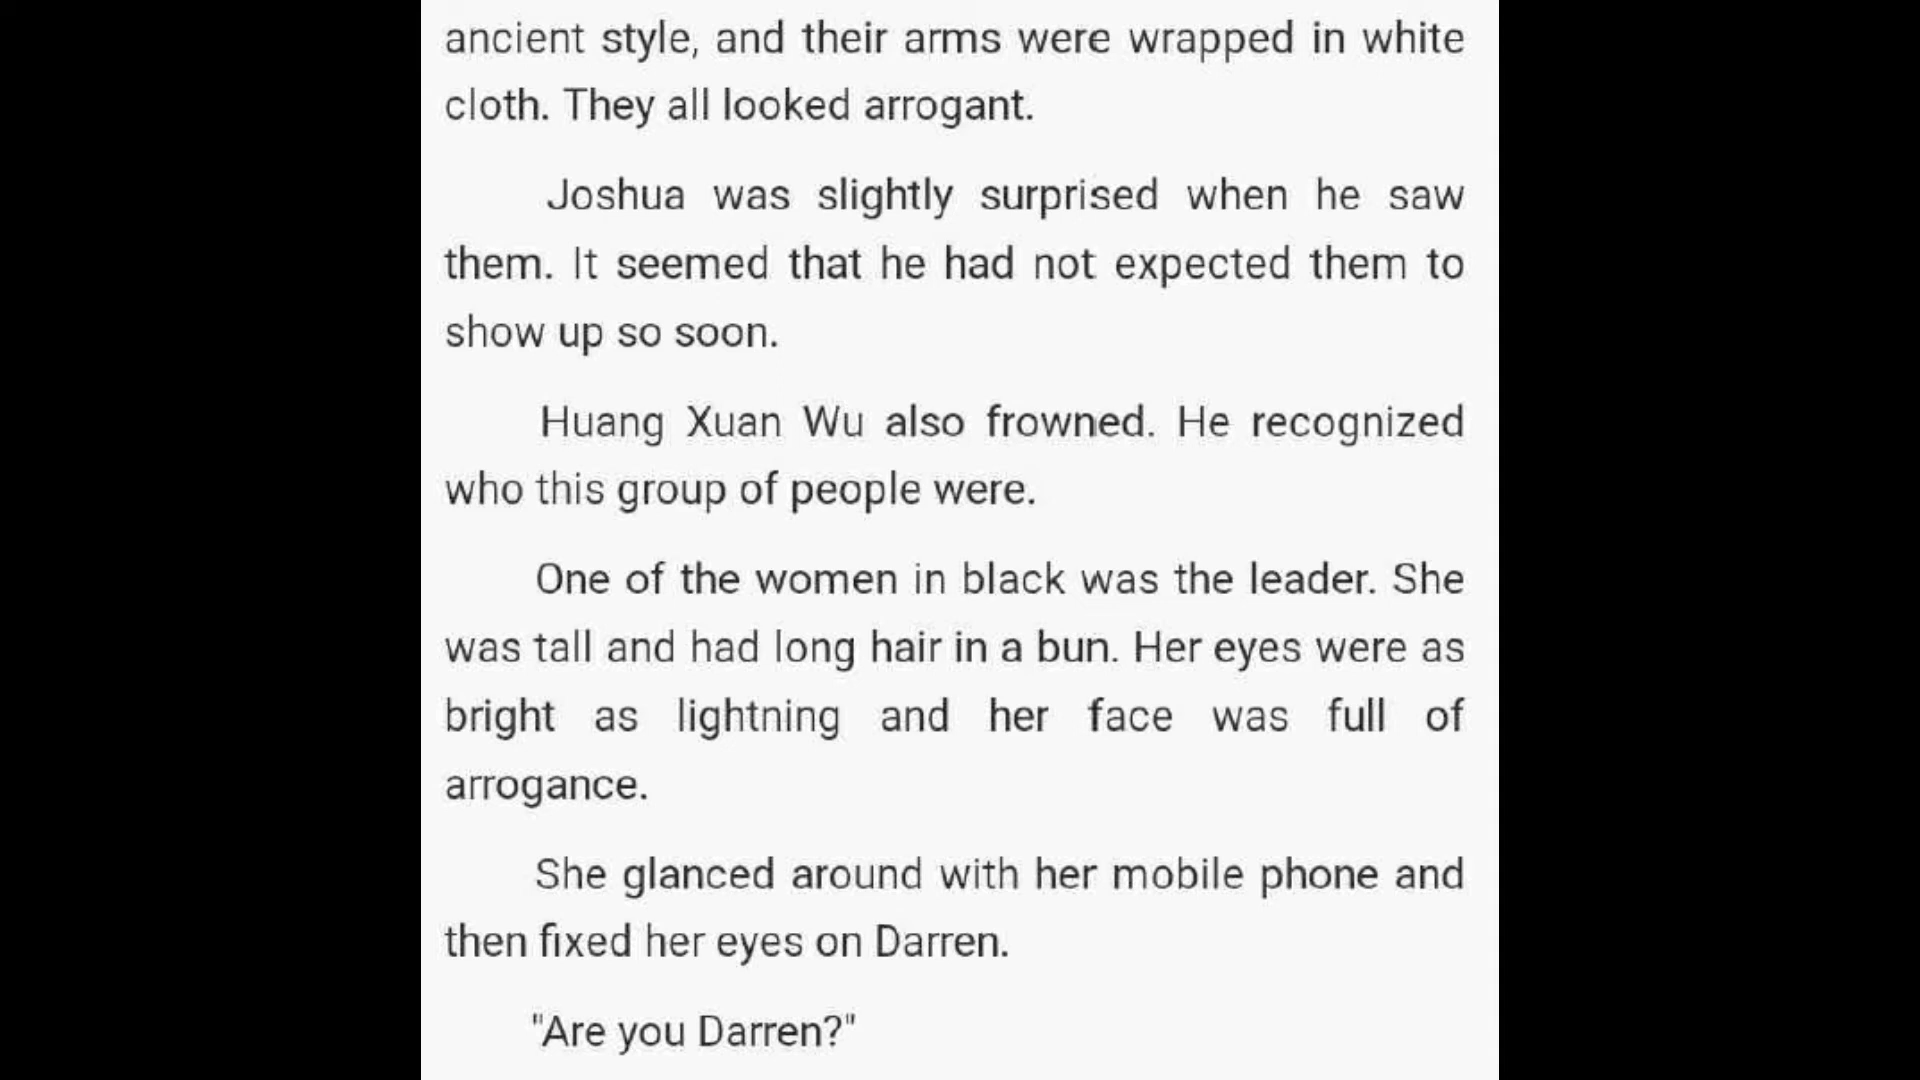 ancient style, and their arms were wrapped in white
cloth. They all looked arrogant.
Joshua was slightly surprised when he saw
them. It seemed that he had not expected them to
show up so soon.
Huang Xuan Wu also frowned. He recognized
who this group of people were.
One of the women in black was the leader. She
was tall and had long hair in a bun. Her eyes were as
bright as lightning and her face was full of
arrogance.
She glanced around with her mobile phone and
then fixed her eyes on Darren.
"Are you Darren?"